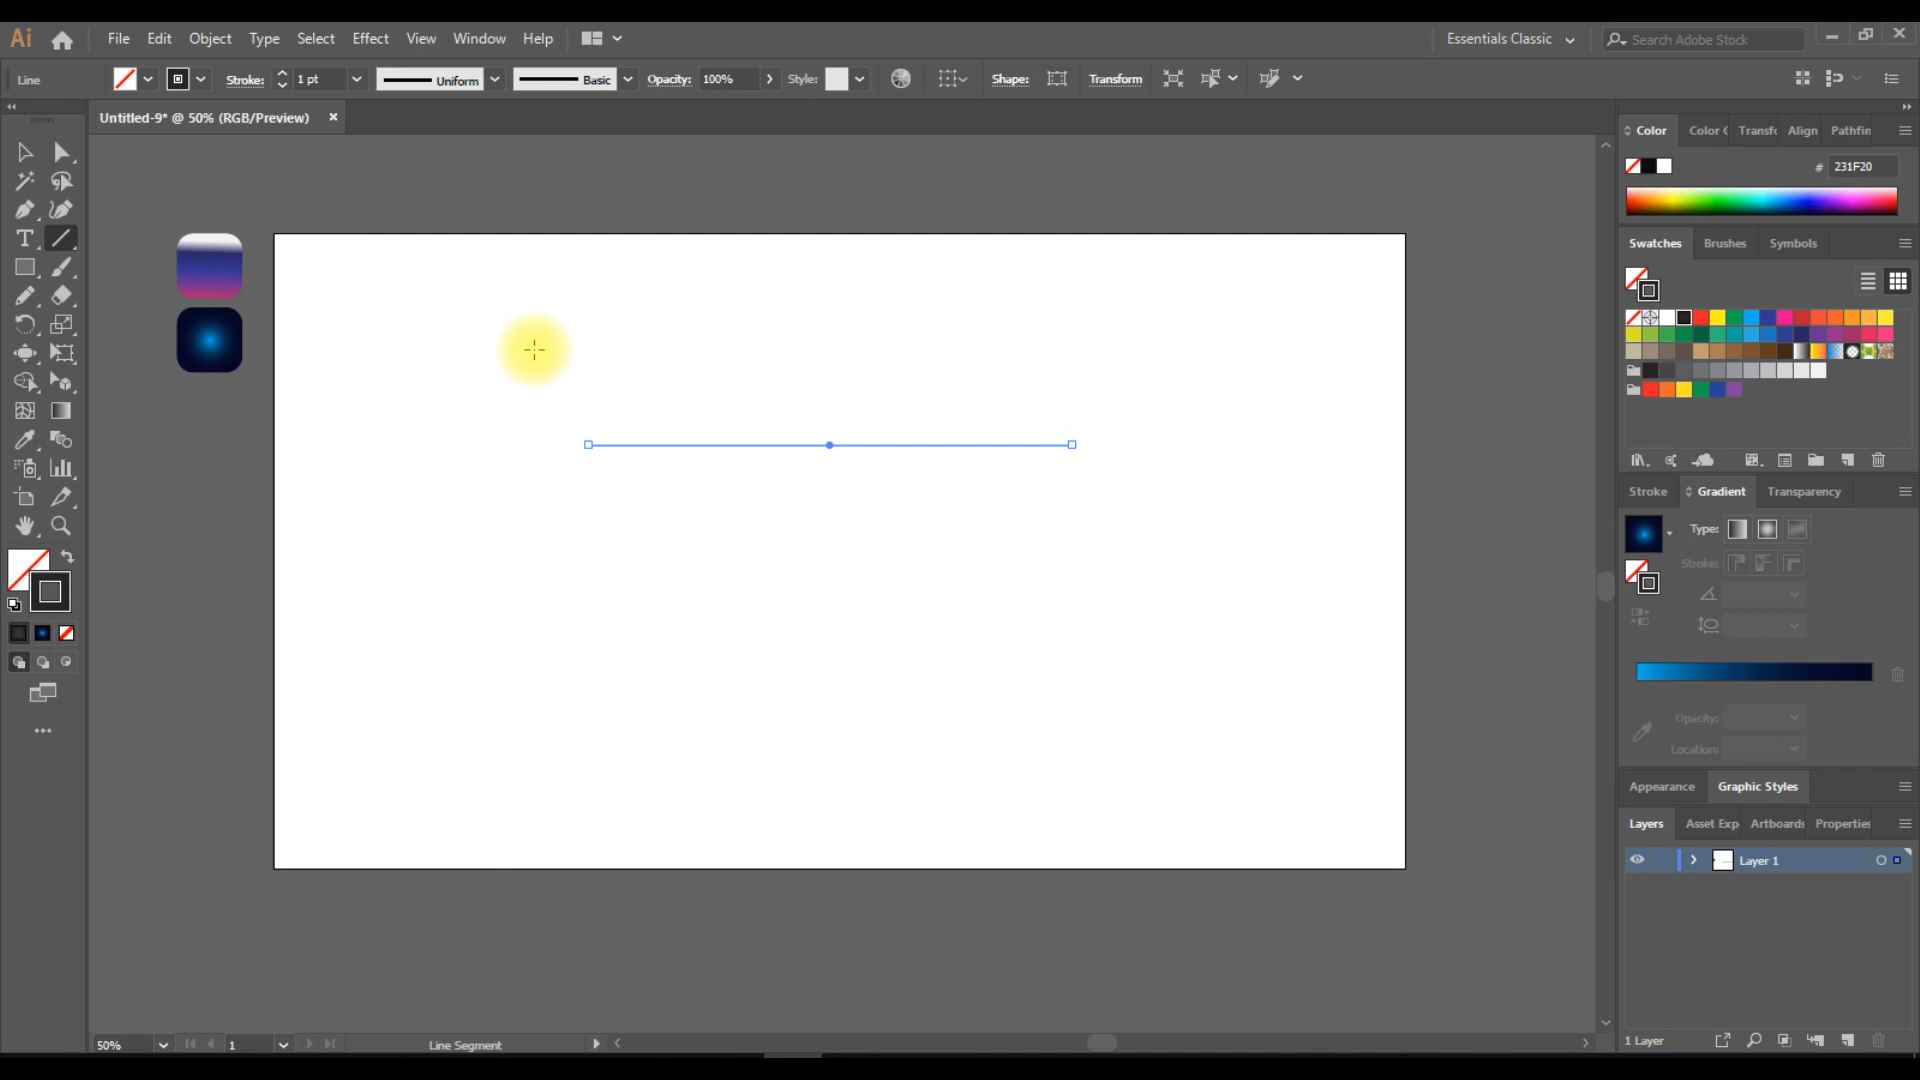 Ai File Edit Object Type Select Effect View Window Help Essentials Classic Search Adobe Stock
Line Stroke: 1 pt Uniform Basic Opacity: 100% Style: Shape: Transform
Untitled-9* @ 50% (RGB/Preview)
Color Color G Transfo Align Pathfin
# 231F20
Swatches Brushes Symbols
Stroke Gradient Transparency
Type:
Stroke:
Opacity:
Location:
Appearance Graphic Styles
Layers Asset Exp Artboards Properties
Layer 1
1 Layer
50% 1 Line Segment